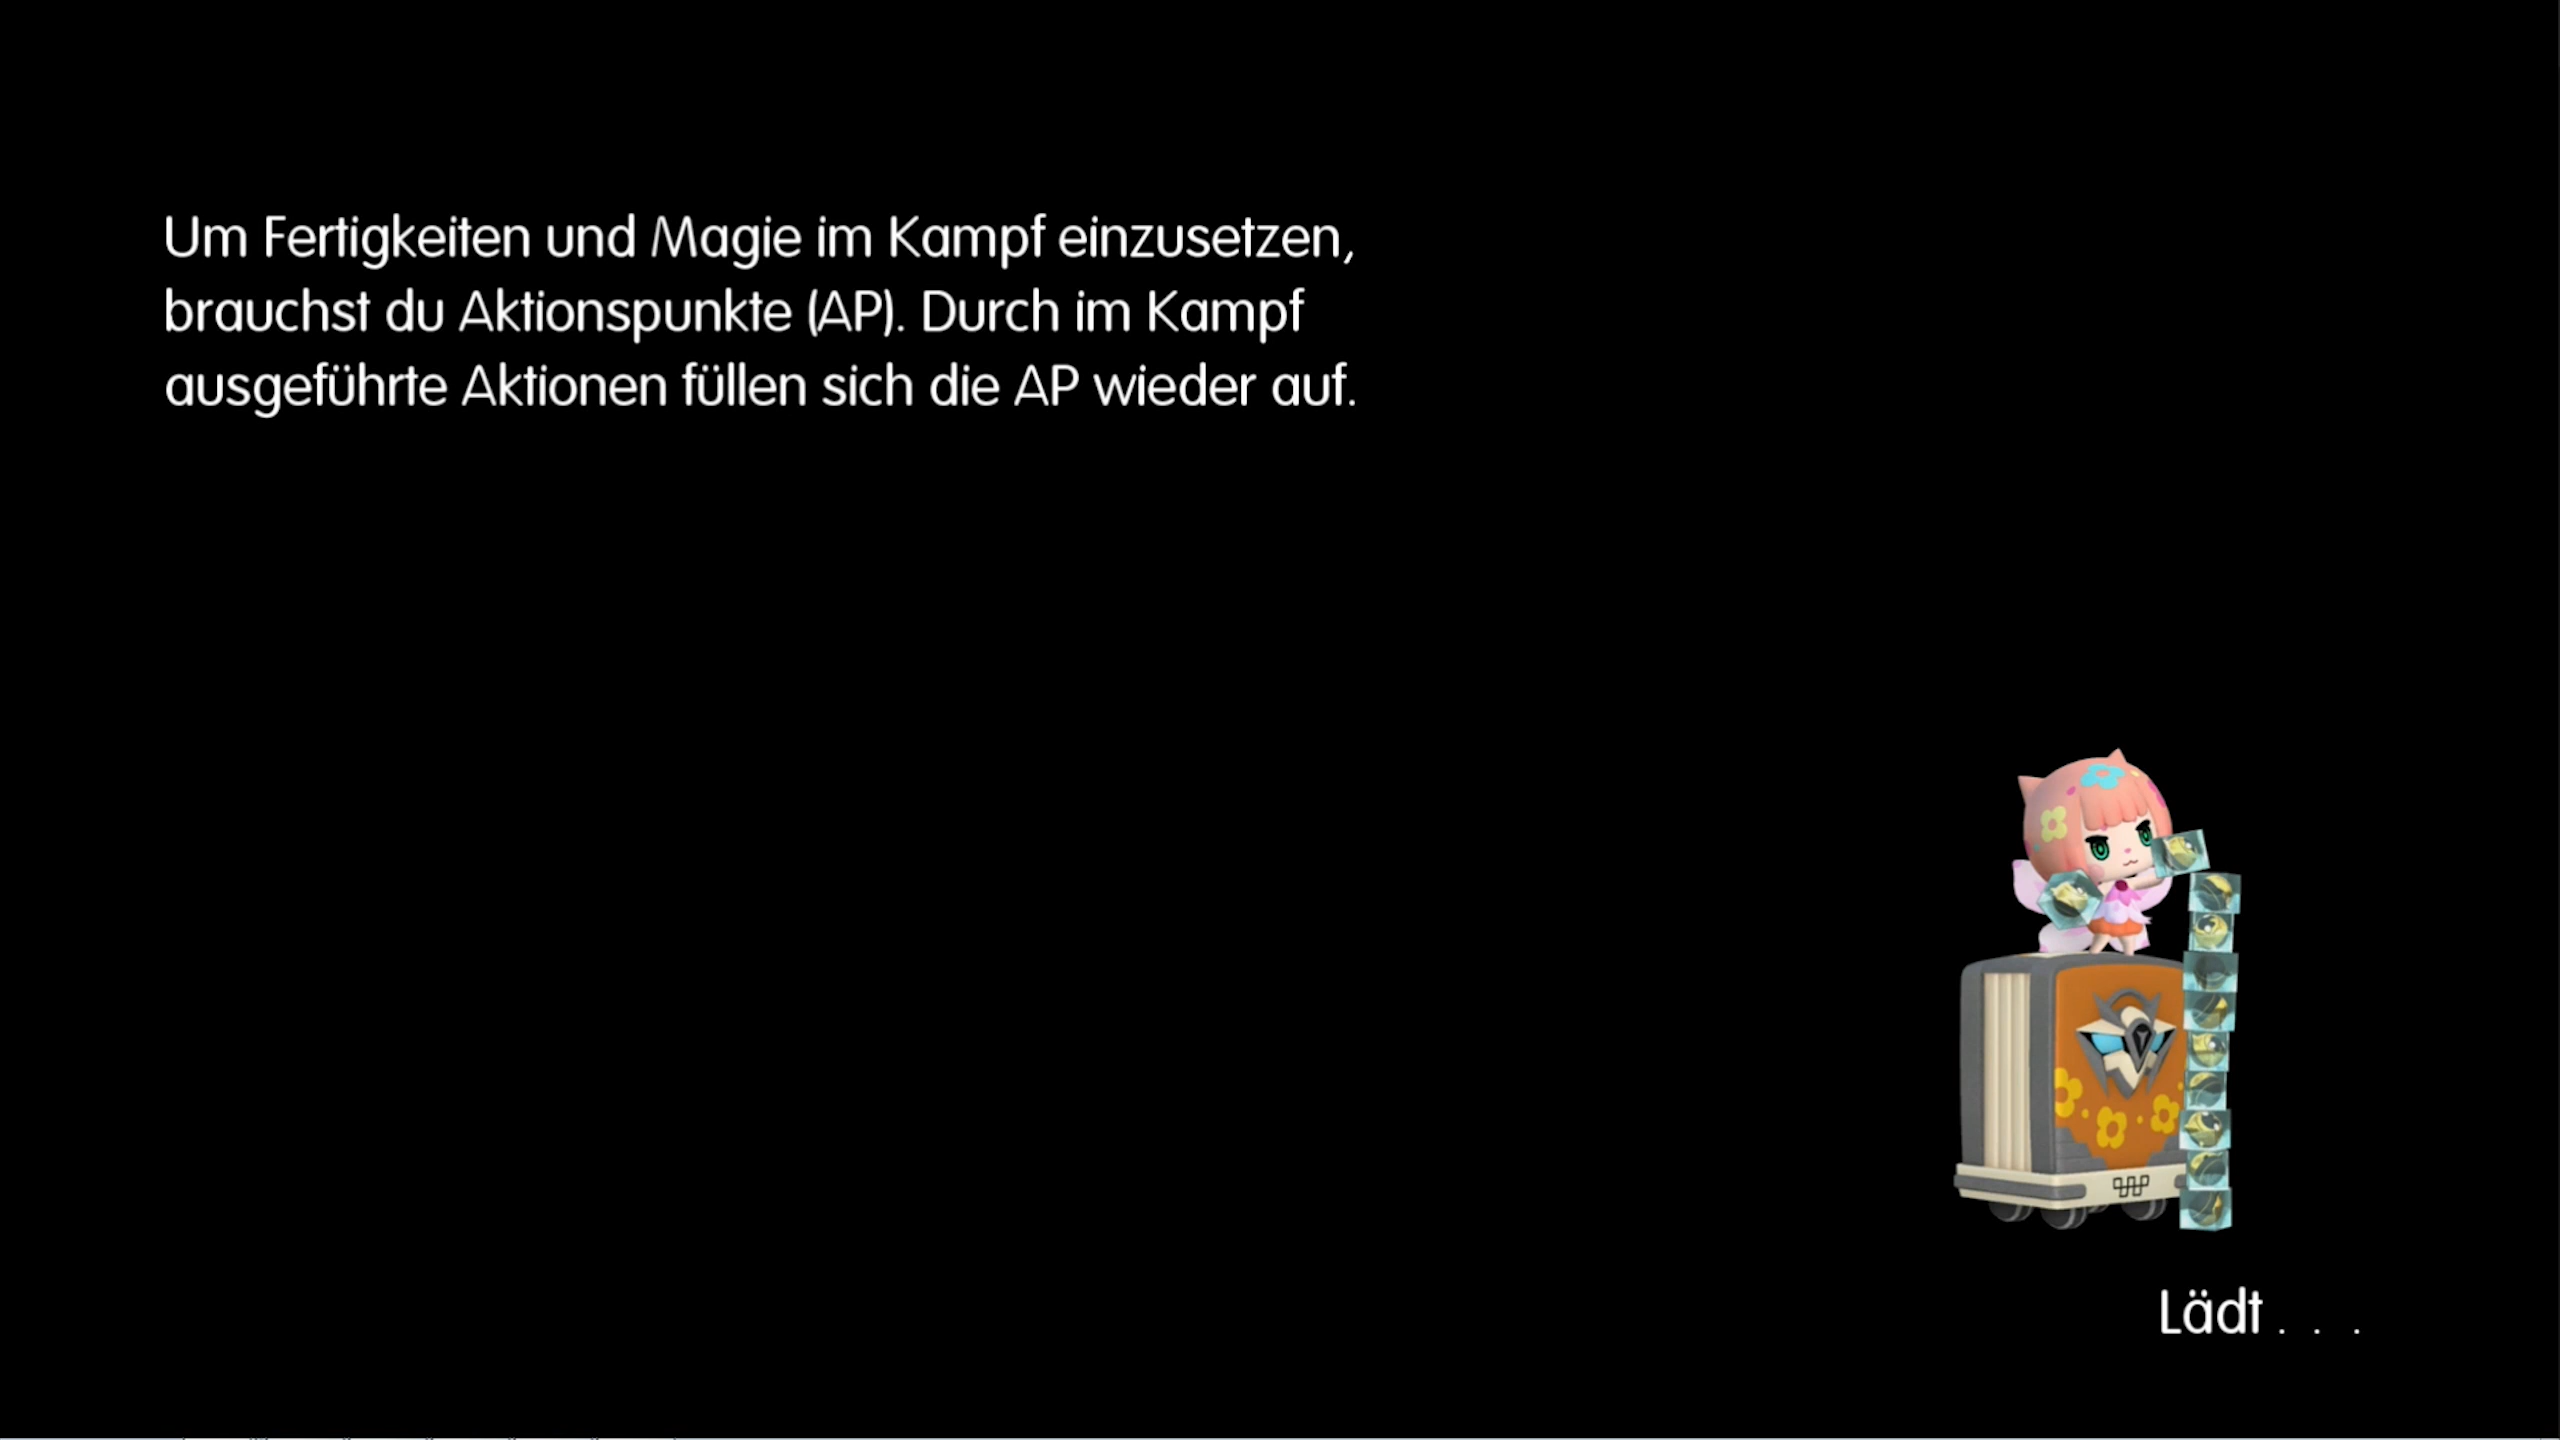 Um Fertigkeiten und Magie im Kampf einzusetzen,
brauchst du Aktionspunkte (AP). Durch im Kampf
ausgeführte Aktionen füllen sich die AP wieder auf.
Lädt . . .